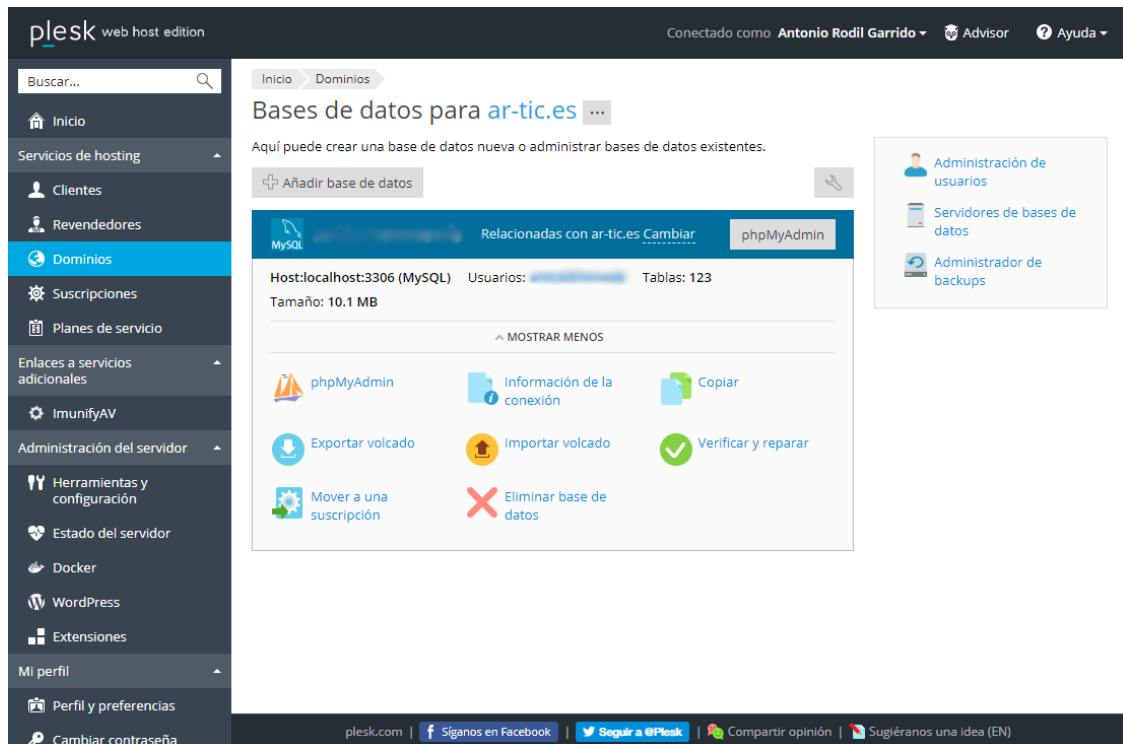 plesk web host edition
Conectado como Antonio Rodil Garrido
Advisor
? Ayuda
Buscar...
Inicio
Servicios de hosting
Clientes
Revendedores
Dominios
Suscripciones
Planes de servicio
Enlaces a servicios
adicionales
ImunifyAV
Administración del servidor
Herramientas y
configuración
Estado del servidor
Docker
WordPress
Extensiones
Mi perfil
Perfil y preferencias
Cambiar contraseña
Inicio
Dominios
Bases de datos para ar-tic.es ...
Aquí puede crear una base de datos nueva o administrar bases de datos existentes.
Añadir base de datos
MySQL
Relacionadas con ar-tic.es Cambiar
phpMyAdmin
Host:localhost:3306 (MySQL) Usuarios: Tablas: 123
Tamaño: 10.1 MB
MOSTRAR MENOS
phpMyAdmin
Información de la
conexión
Copiar
Exportar volcado
Importar volcado
Verificar y reparar
Mover a una
suscripción
Eliminar base de
datos
Administración de
usuarios
Servidores de bases de
datos
Administrador de
backups
plesk.com | f Síganos en Facebook | Seguir a @Plesk | Compartir opinión | Sugiéranos una idea (EN)